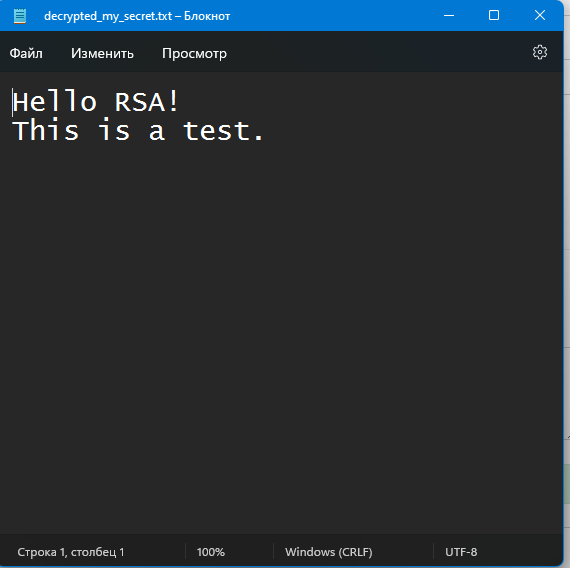 decrypted_my_secret.txt – Блокнот
Файл Изменить Просмотр
Hello RSA!
This is a test.
Строка 1, столбец 1 100% Windows (CRLF) UTF-8